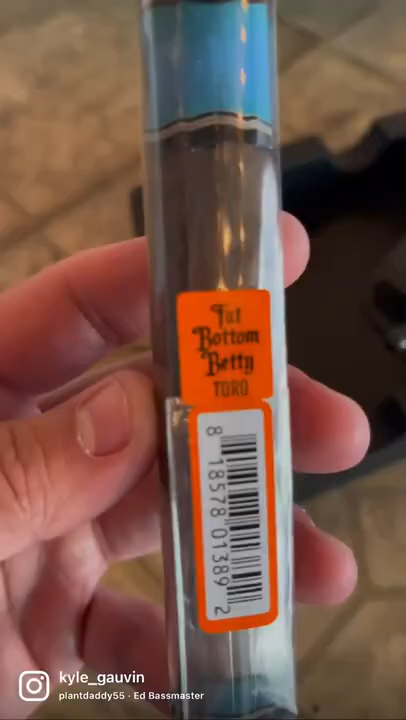 Fat
Bottom
Betty
TORO
8 18578 01389 2
kyle_gauvin
plantdaddy55 · Ed Bassmaster